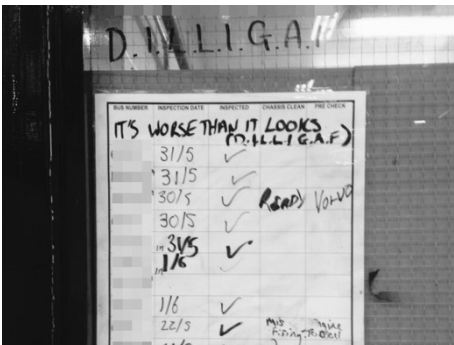 D.I.L.L.I.G.A.F
BUS NUMBER INSPECTION DATE INSPECTED CHASSIS CLEAN PRE CHECK
IT'S WORSE THAN IT LOOKS
(D.I.L.L.I.G.A.F)
31/5 ✓
31/5 ✓
30/5 ✓ READY VOLVO
30/5 ✓
31/5 ✓
1/6
1/6 ✓
22/5 ✓